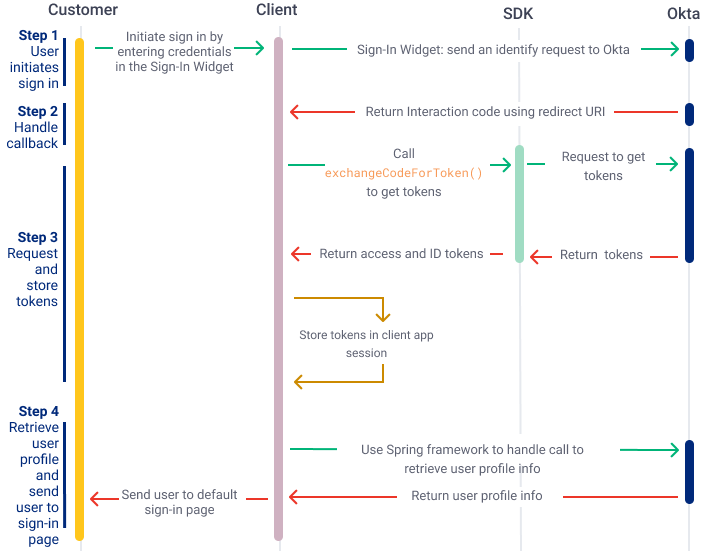 Customer
Client
SDK
Okta
Step 1
User
initiates
sign in
Initiate sign in by
entering credentials
in the Sign-In Widget
Sign-In Widget: send an identify request to Okta
Step 2
Handle
callback
Return Interaction code using redirect URI
Step 3
Request
and
store
tokens
Call
exchangeCodeForToken()
to get tokens
Request to get
tokens
Return access and ID tokens
Return tokens
Store tokens in client app
session
Step 4
Retrieve
user
profile
and
send
user to
sign-in
page
Use Spring framework to handle call to
retrieve user profile info
Return user profile info
Send user to default
sign-in page